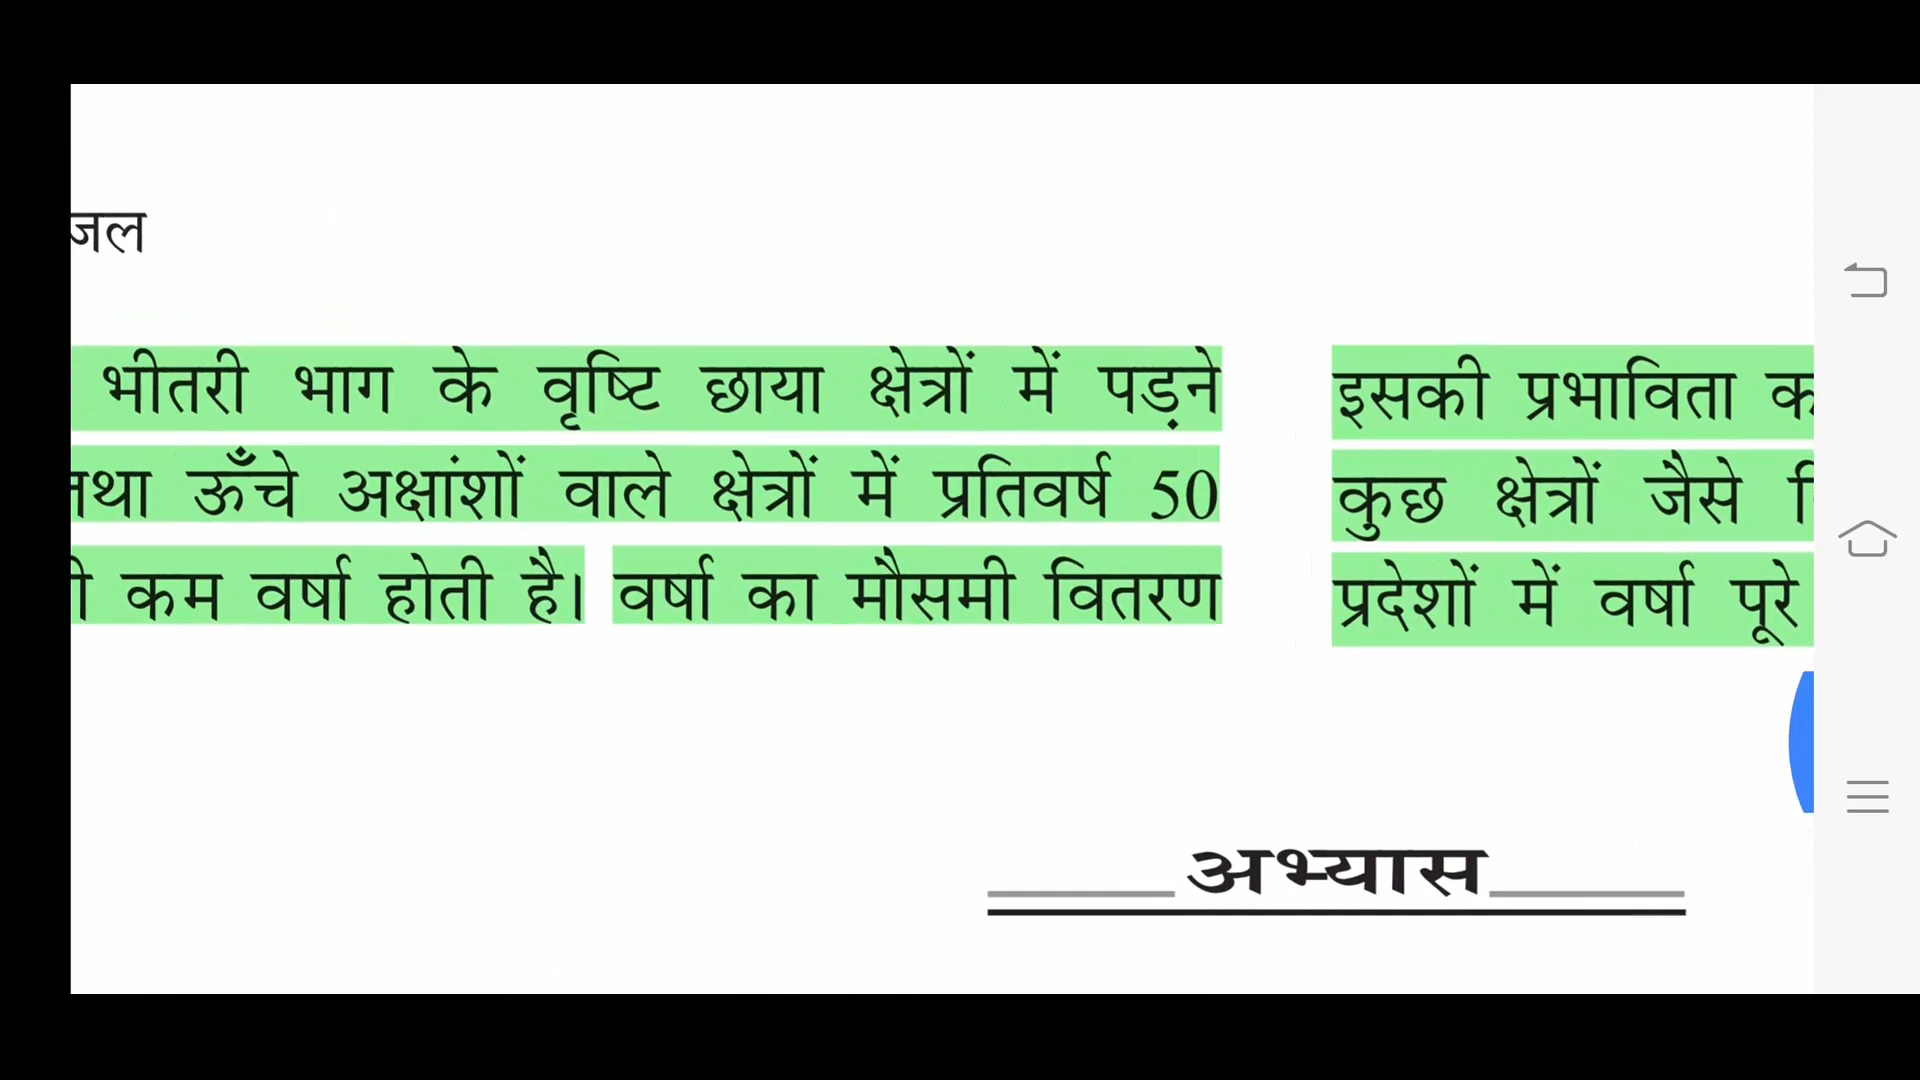 जल
भीतरी भाग के वृष्टि छाया क्षेत्रों में पड़ने
तथा ऊँचे अक्षांशों वाले क्षेत्रों में प्रतिवर्ष 50
कम वर्षा होती है। वर्षा का मौसमी वितरण
इसकी प्रभाविता
कुछ क्षेत्रों जैसे
प्रदेशों में वर्षा पूरे
अभ्यास